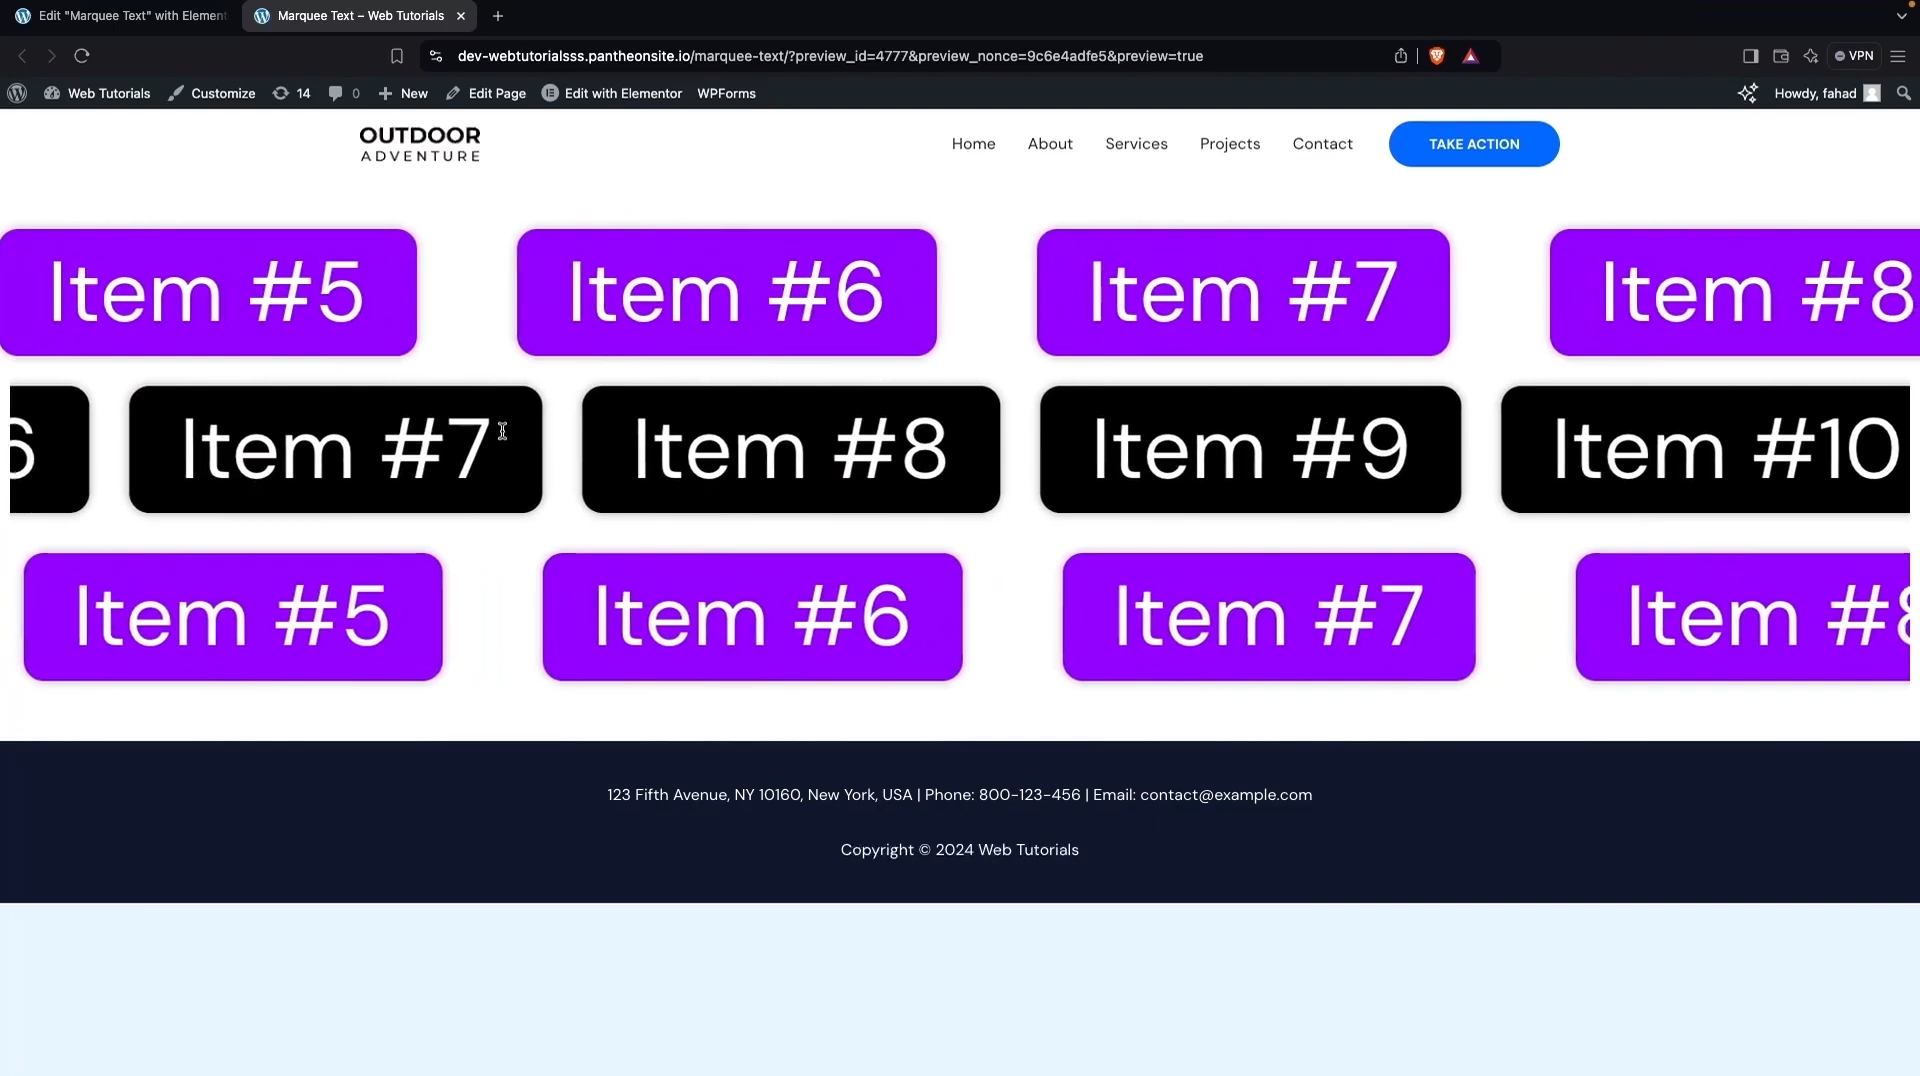 Edit "Marquee Text" with Element
Marquee Text – Web Tutorials
dev-webtutorialsss.pantheonsite.io/marquee-text/?preview_id=4777&preview_nonce=9c6e4adfe5&preview=true
VPN
Web Tutorials Customize 14 0 New Edit Page Edit with Elementor WPForms Howdy, fahad
OUTDOOR
ADVENTURE
Home About Services Projects Contact TAKE ACTION
Item #5 Item #6 Item #7 Item #8
6 Item #7 Item #8 Item #9 Item #10
Item #5 Item #6 Item #7 Item #8
123 Fifth Avenue, NY 10160, New York, USA | Phone: 800-123-456 | Email: contact@example.com
Copyright © 2024 Web Tutorials